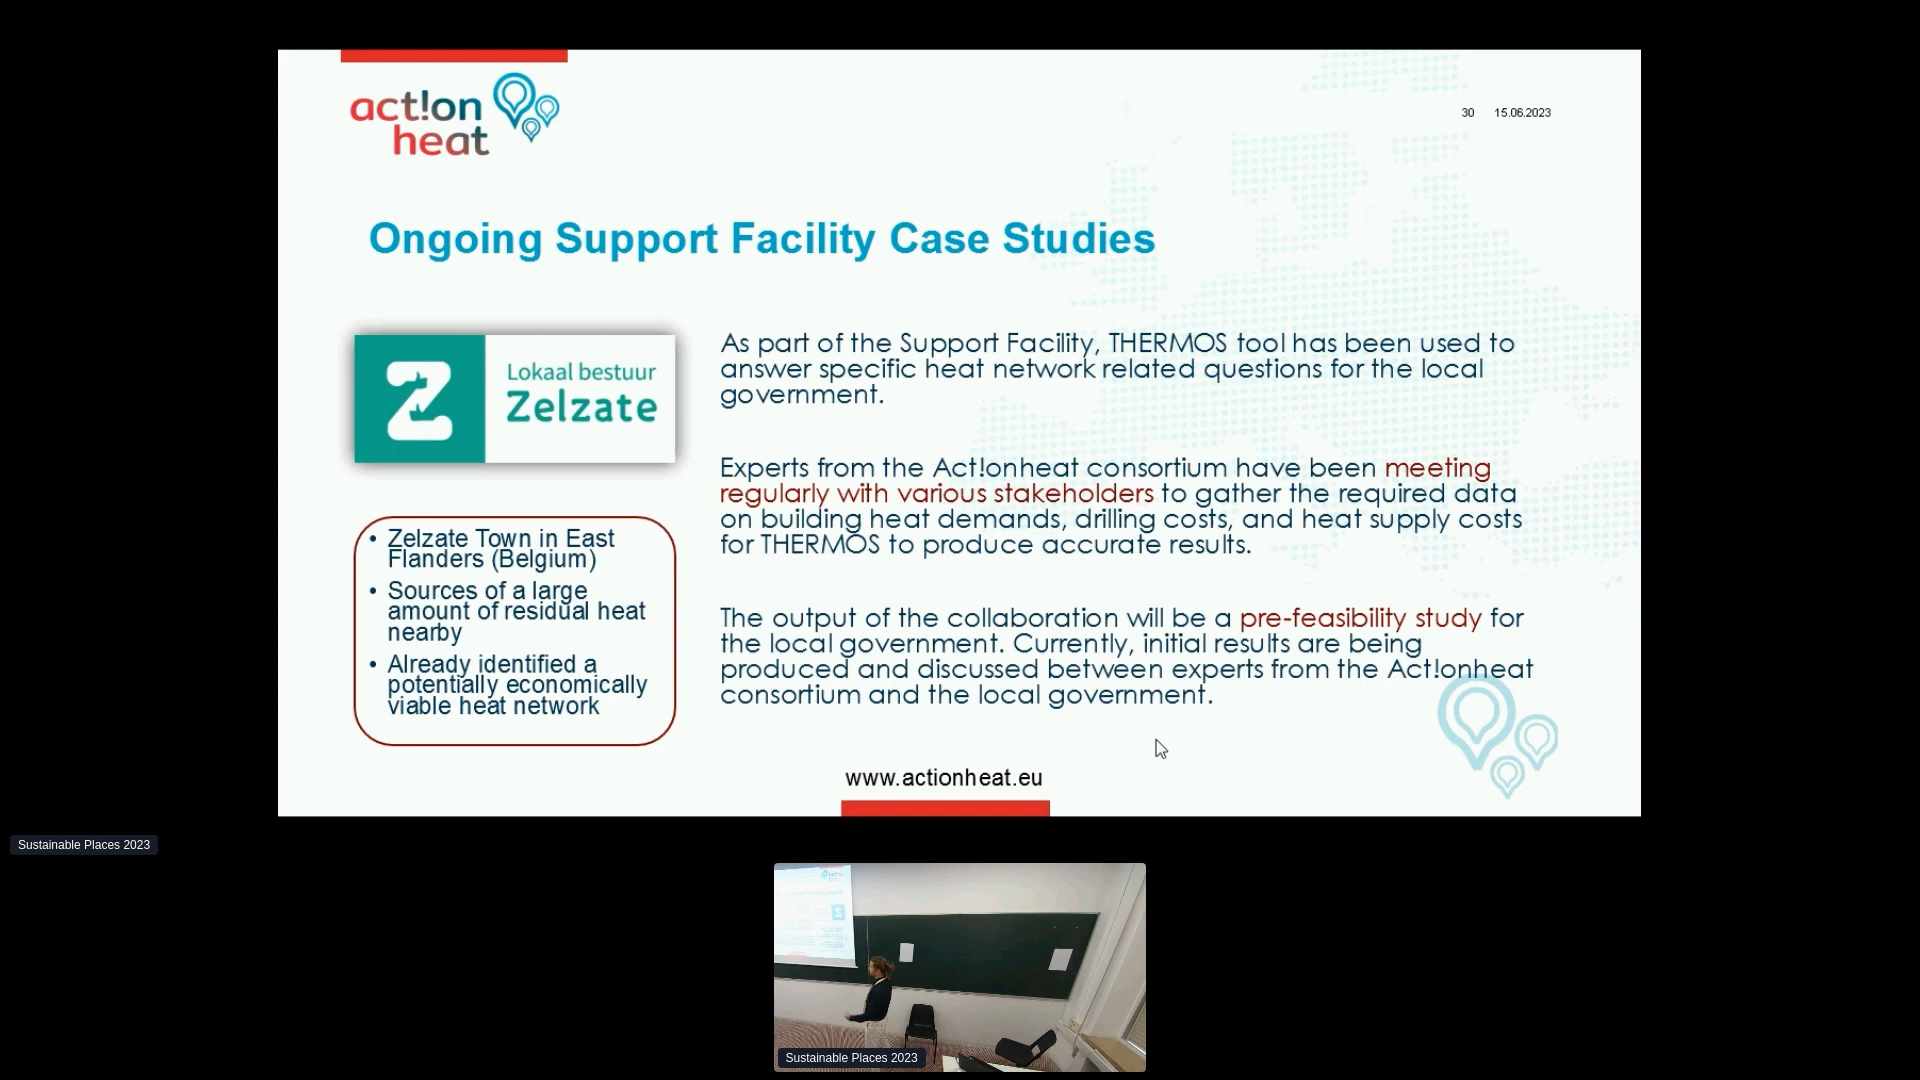 act!on
heat
30 15.06.2023
Ongoing Support Facility Case Studies
Z
Lokaal bestuur
Zelzate
• Zelzate Town in East
Flanders (Belgium)
• Sources of a large
amount of residual heat
nearby
• Already identified a
potentially economically
viable heat network
As part of the Support Facility, THERMOS tool has been used to
answer specific heat network related questions for the local
government.
Experts from the Act!onheat consortium have been meeting
regularly with various stakeholders to gather the required data
on building heat demands, drilling costs, and heat supply costs
for THERMOS to produce accurate results.
The output of the collaboration will be a pre-feasibility study for
the local government. Currently, initial results are being
produced and discussed between experts from the Act!onheat
consortium and the local government.
www.actionheat.eu
Sustainable Places 2023
Sustainable Places 2023